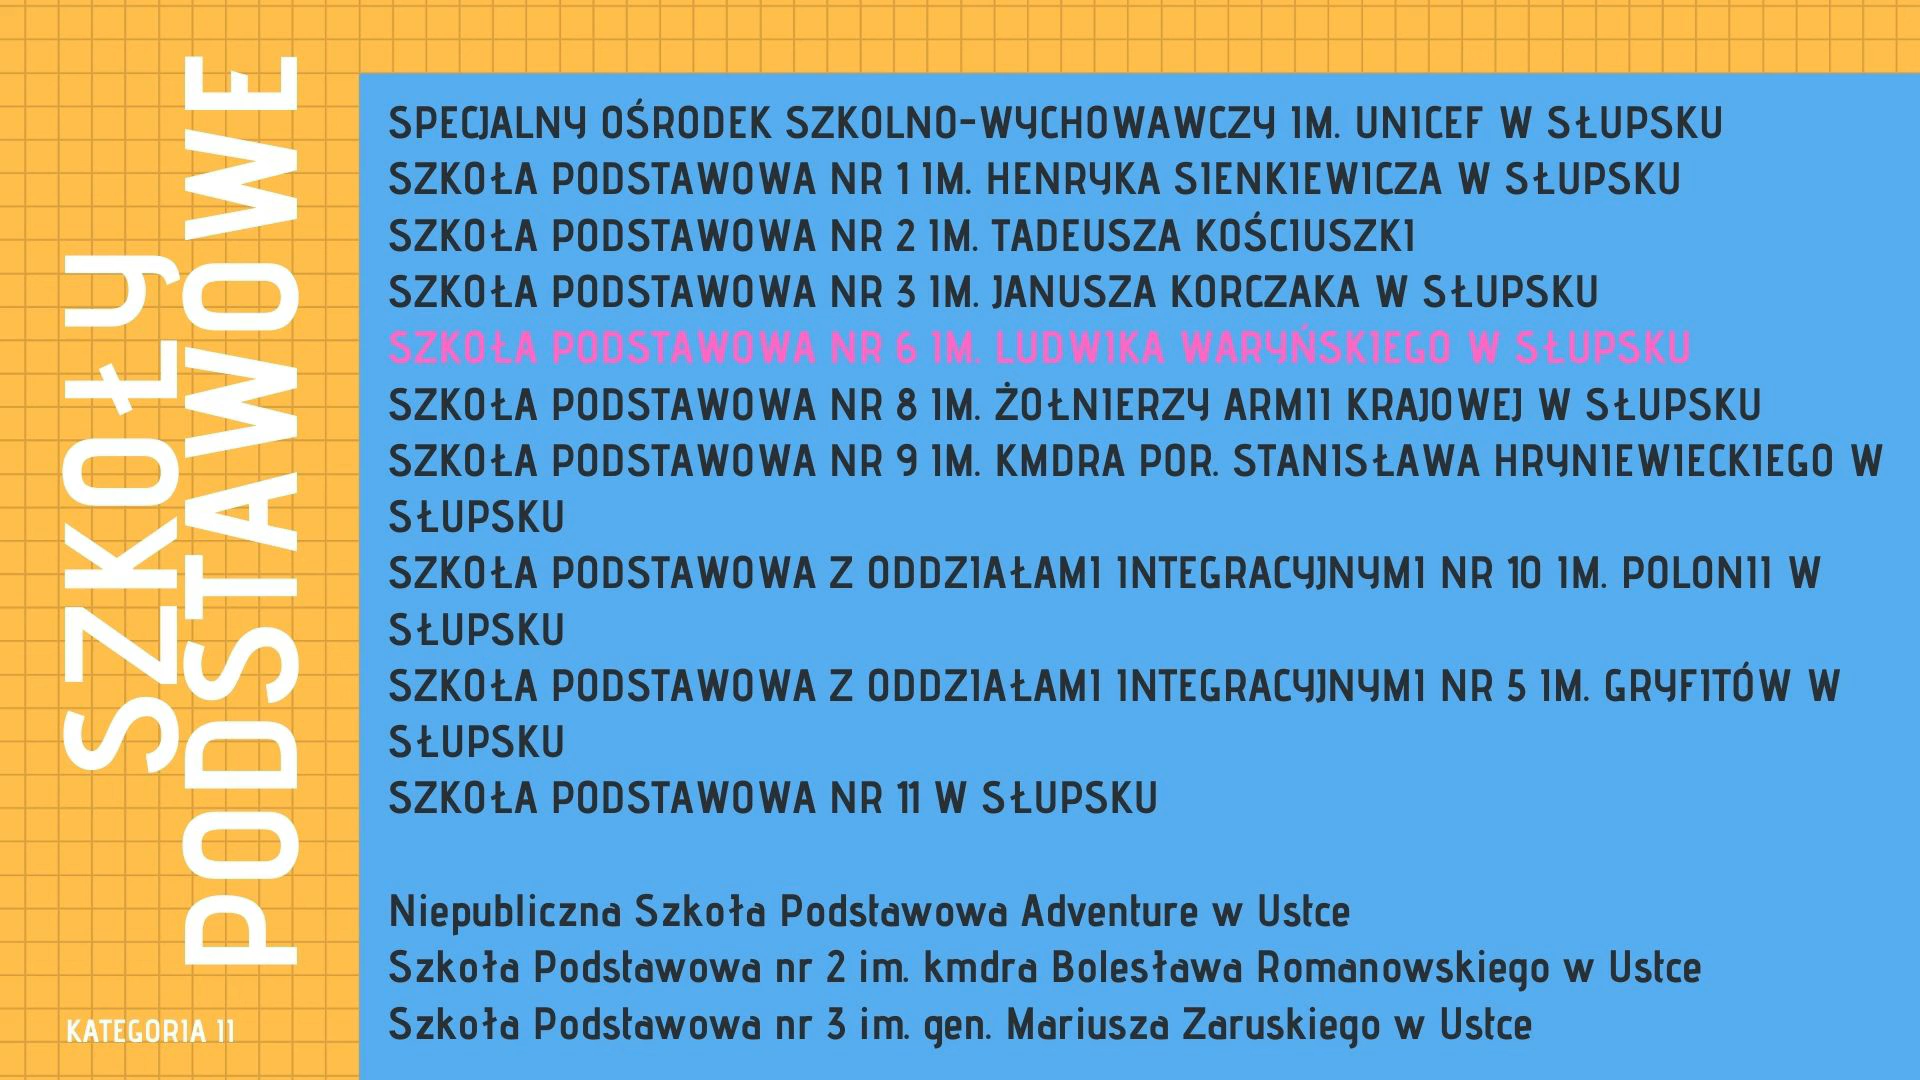 SZKOŁY
PODSTAWOWE
KATEGORIA II
SPECJALNY OŚRODEK SZKOLNO-WYCHOWAWCZY IM. UNICEF W SŁUPSKU
SZKOŁA PODSTAWOWA NR 1 IM. HENRYKA SIENKIEWICZA W SŁUPSKU
SZKOŁA PODSTAWOWA NR 2 IM. TADEUSZA KOŚCIUSZKI
SZKOŁA PODSTAWOWA NR 3 IM. JANUSZA KORCZAKA W SŁUPSKU
SZKOŁA PODSTAWOWA NR 6 IM. LUDWIKA WARYŃSKIEGO W SŁUPSKU
SZKOŁA PODSTAWOWA NR 8 IM. ŻOŁNIERZY ARMII KRAJOWEJ W SŁUPSKU
SZKOŁA PODSTAWOWA NR 9 IM. KMDRA POR. STANISŁAWA HRYNIEWIECKIEGO W
SŁUPSKU
SZKOŁA PODSTAWOWA Z ODDZIAŁAMI INTEGRACYJNYMI NR 10 IM. POLONII W
SŁUPSKU
SZKOŁA PODSTAWOWA Z ODDZIAŁAMI INTEGRACYJNYMI NR 5 IM. GRYFITÓW W
SŁUPSKU
SZKOŁA PODSTAWOWA NR 11 W SŁUPSKU
Niepubliczna Szkoła Podstawowa Adventure w Ustce
Szkoła Podstawowa nr 2 im. kmdra Bolesława Romanowskiego w Ustce
Szkoła Podstawowa nr 3 im. gen. Mariusza Zaruskiego w Ustce